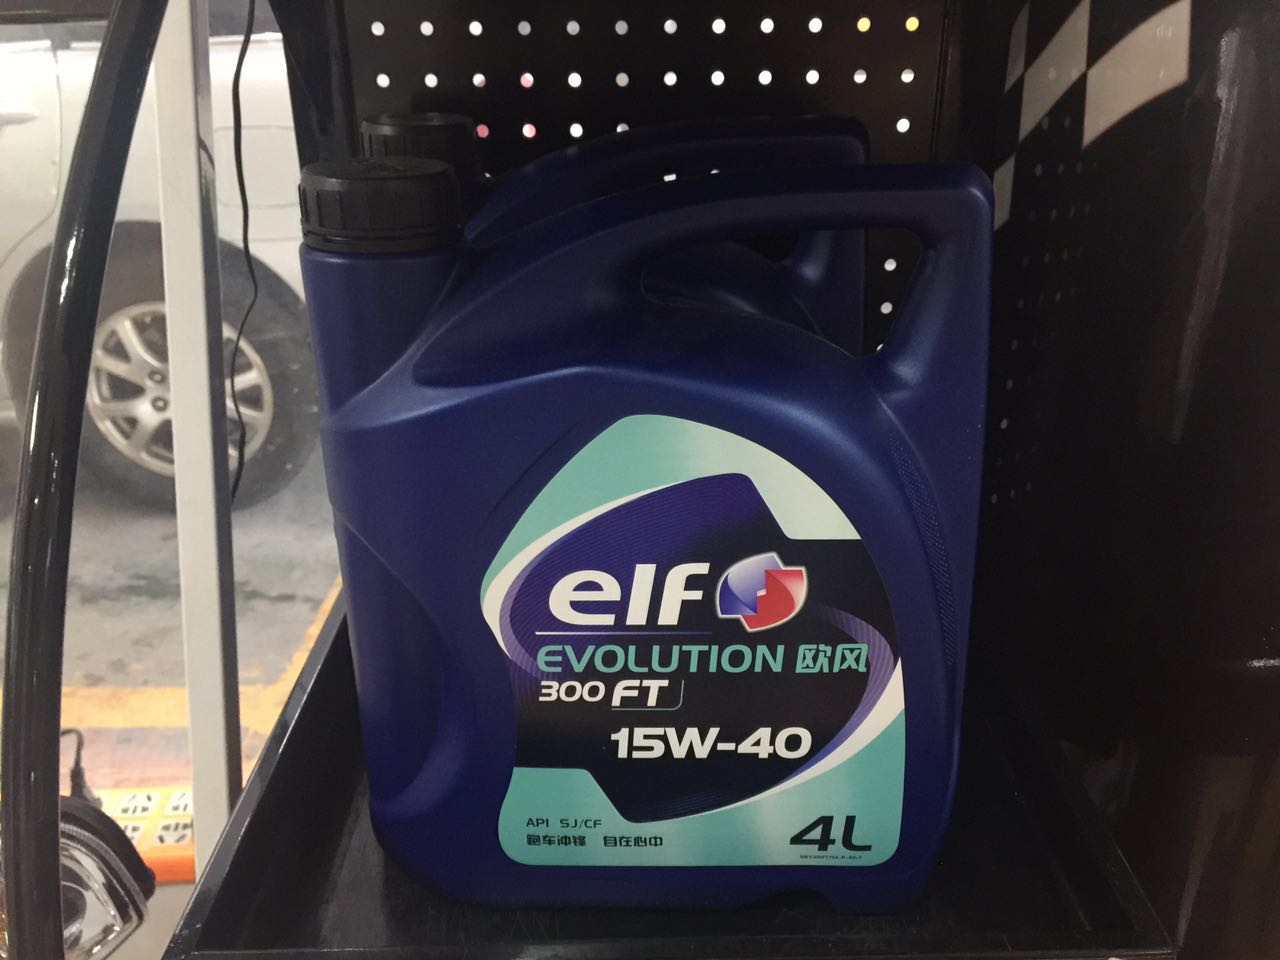 elf
EVOLUTION 欧风
300 FT
15W-40
API SJ/CF
跑车冲锋 自在心中
4L